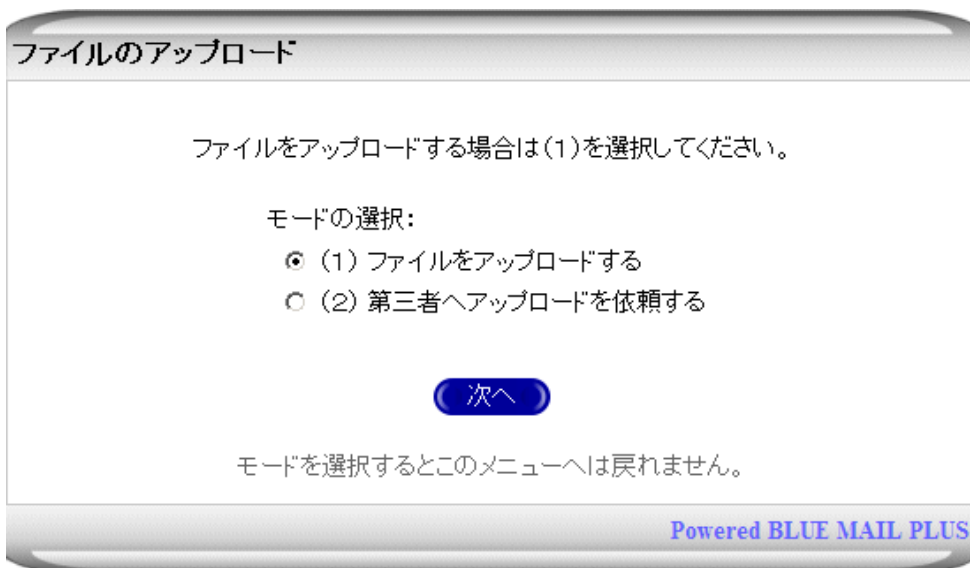 ファイルのアップロード
ファイルをアップロードする場合は(1)を選択してください。
モードの選択:
(1) ファイルをアップロードする
(2) 第三者へアップロードを依頼する
次へ
モードを選択するとこのメニューへは戻れません。
Powered BLUE MAIL PLUS